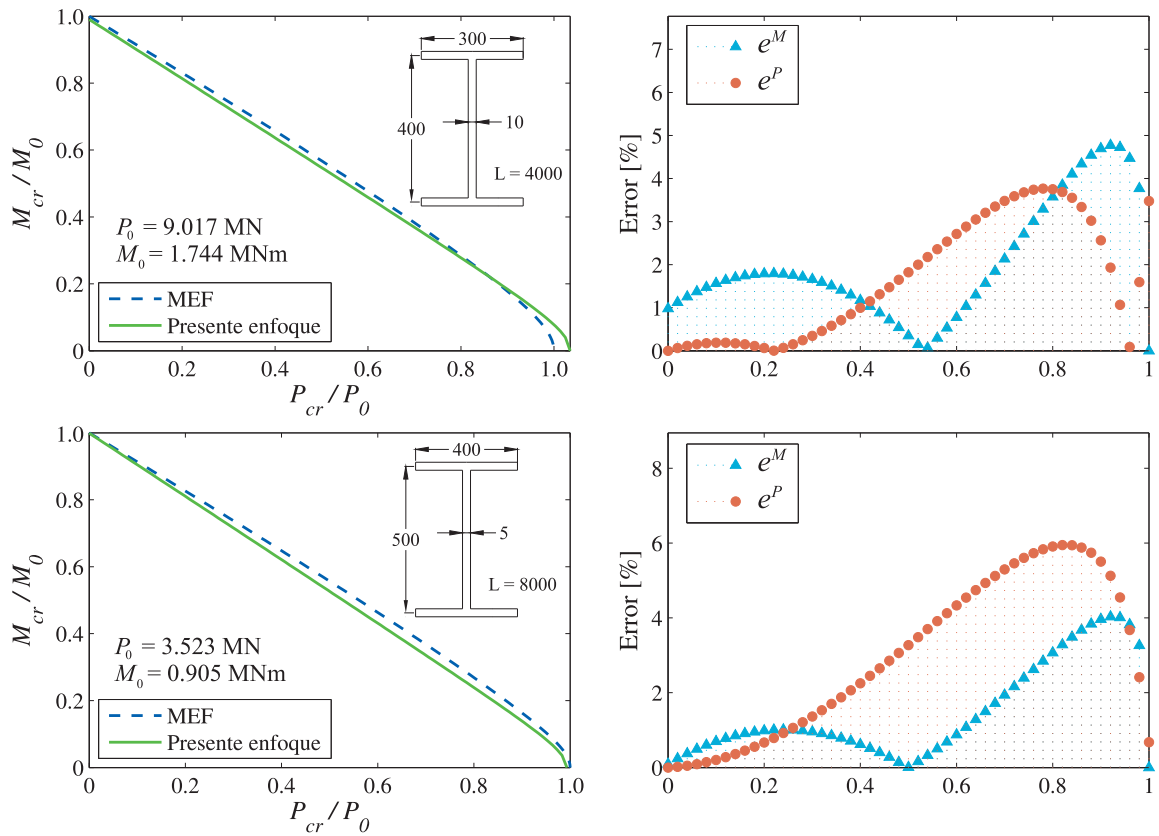 1.0
0.8
0.6
0.4
0.2
0
M_cr / M_0
300
400
10
L = 4000
P_0 = 9.017 MN
M_0 = 1.744 MNm
MEF
Presente enfoque
0 0.2 0.4 0.6 0.8 1.0
P_cr / P_0
7
6
5
4
3
2
1
0
Error [%]
e^M
e^P
0 0.2 0.4 0.6 0.8 1
1.0
0.8
0.6
0.4
0.2
0
M_cr / M_0
400
500
5
L = 8000
P_0 = 3.523 MN
M_0 = 0.905 MNm
MEF
Presente enfoque
0 0.2 0.4 0.6 0.8 1.0
P_cr / P_0
8
6
4
2
0
Error [%]
e^M
e^P
0 0.2 0.4 0.6 0.8 1